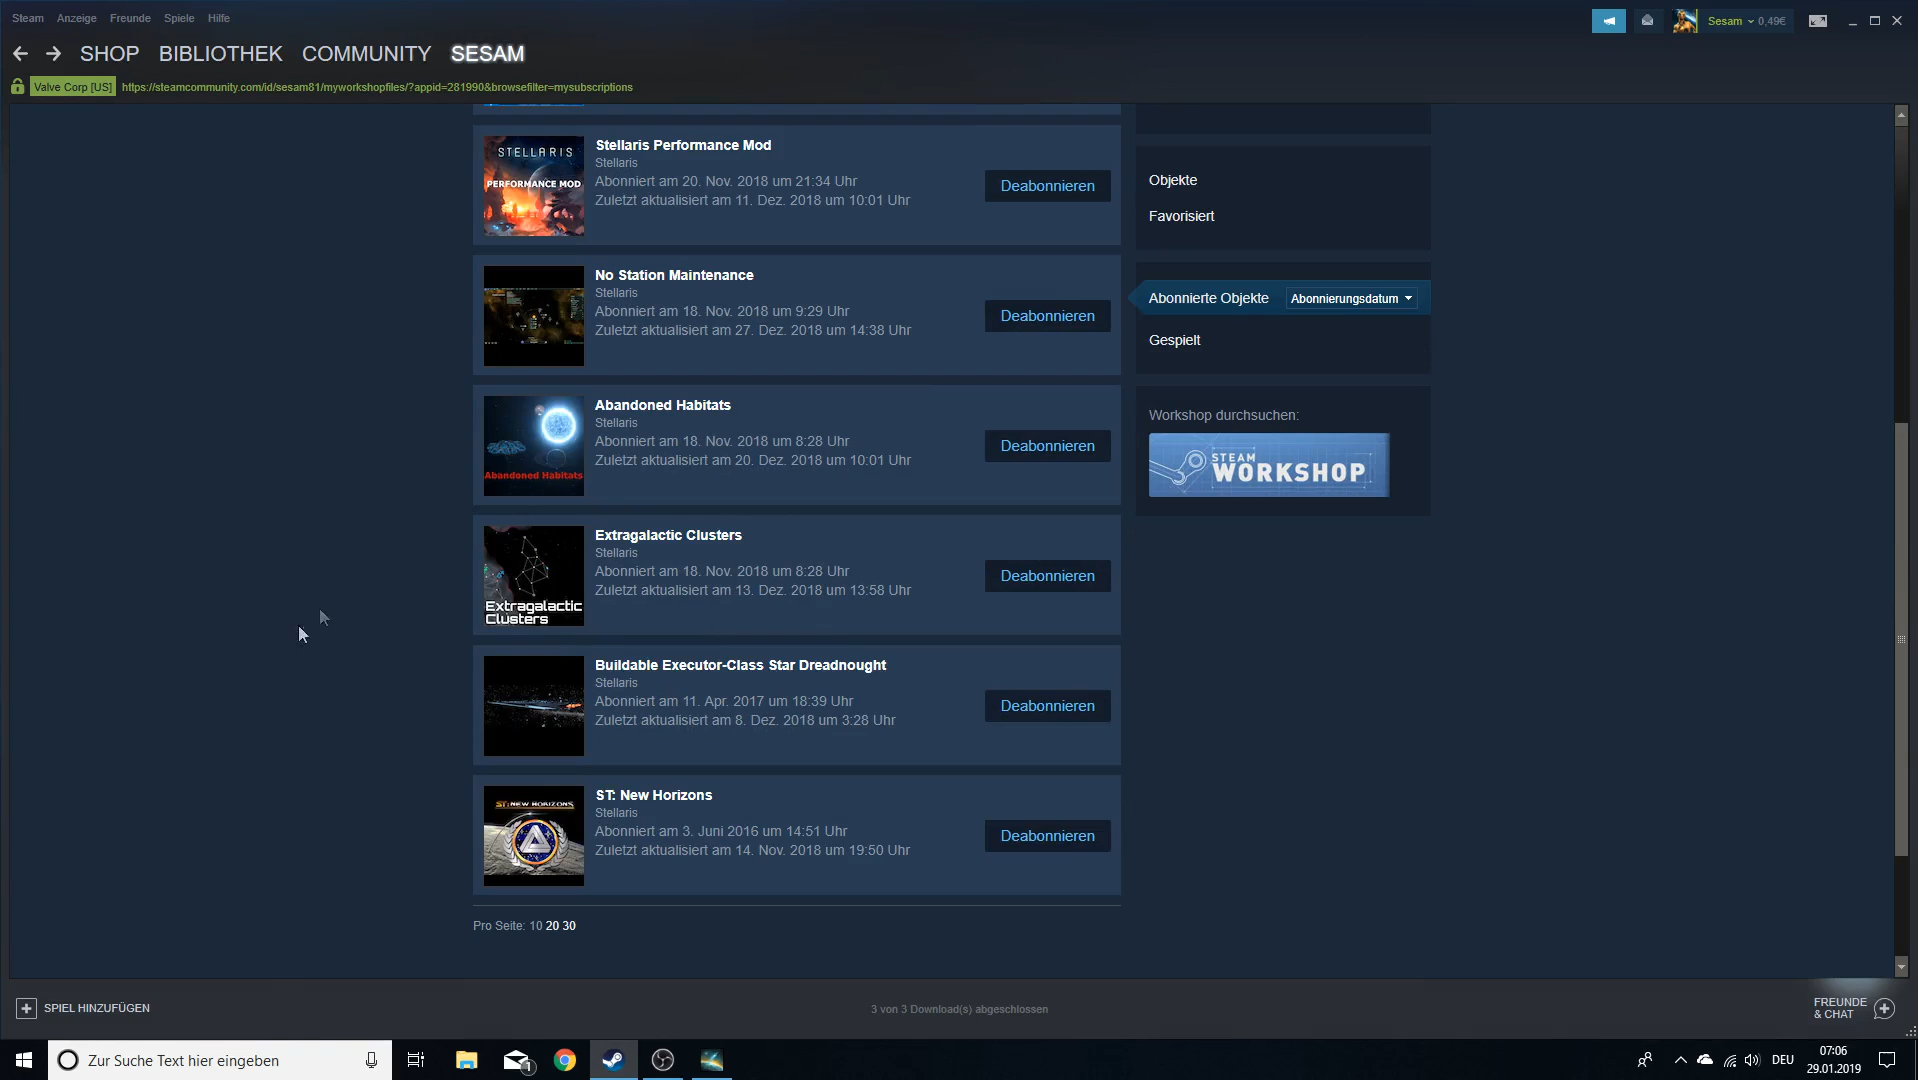 Steam Anzeige Freunde Spiele Hilfe
Sesam 0,49€
SHOP BIBLIOTHEK COMMUNITY SESAM
Valve Corp [US] https://steamcommunity.com/id/sesam81/myworkshopfiles/?appid=281990&browsefilter=mysubscriptions
STELLARIS
PERFORMANCE MOD
Stellaris Performance Mod
Stellaris
Abonniert am 20. Nov. 2018 um 21:34 Uhr
Zuletzt aktualisiert am 11. Dez. 2018 um 10:01 Uhr
Deabonnieren
No Station Maintenance
Stellaris
Abonniert am 18. Nov. 2018 um 9:29 Uhr
Zuletzt aktualisiert am 27. Dez. 2018 um 14:38 Uhr
Deabonnieren
Abandoned Habitats
Abandoned Habitats
Stellaris
Abonniert am 18. Nov. 2018 um 8:28 Uhr
Zuletzt aktualisiert am 20. Dez. 2018 um 10:01 Uhr
Deabonnieren
Extragalactic
Clusters
Extragalactic Clusters
Stellaris
Abonniert am 18. Nov. 2018 um 8:28 Uhr
Zuletzt aktualisiert am 13. Dez. 2018 um 13:58 Uhr
Deabonnieren
Buildable Executor-Class Star Dreadnought
Stellaris
Abonniert am 11. Apr. 2017 um 18:39 Uhr
Zuletzt aktualisiert am 8. Dez. 2018 um 3:28 Uhr
Deabonnieren
ST: NEW HORIZONS
ST: New Horizons
Stellaris
Abonniert am 3. Juni 2016 um 14:51 Uhr
Zuletzt aktualisiert am 14. Nov. 2018 um 19:50 Uhr
Deabonnieren
Pro Seite: 10 20 30
Objekte
Favorisiert
Abonnierte Objekte Abonnierungsdatum
Gespielt
Workshop durchsuchen:
STEAM
WORKSHOP
SPIEL HINZUFÜGEN
3 von 3 Download(s) abgeschlossen
FREUNDE
& CHAT
Zur Suche Text hier eingeben
1
DEU
07:06
29.01.2019